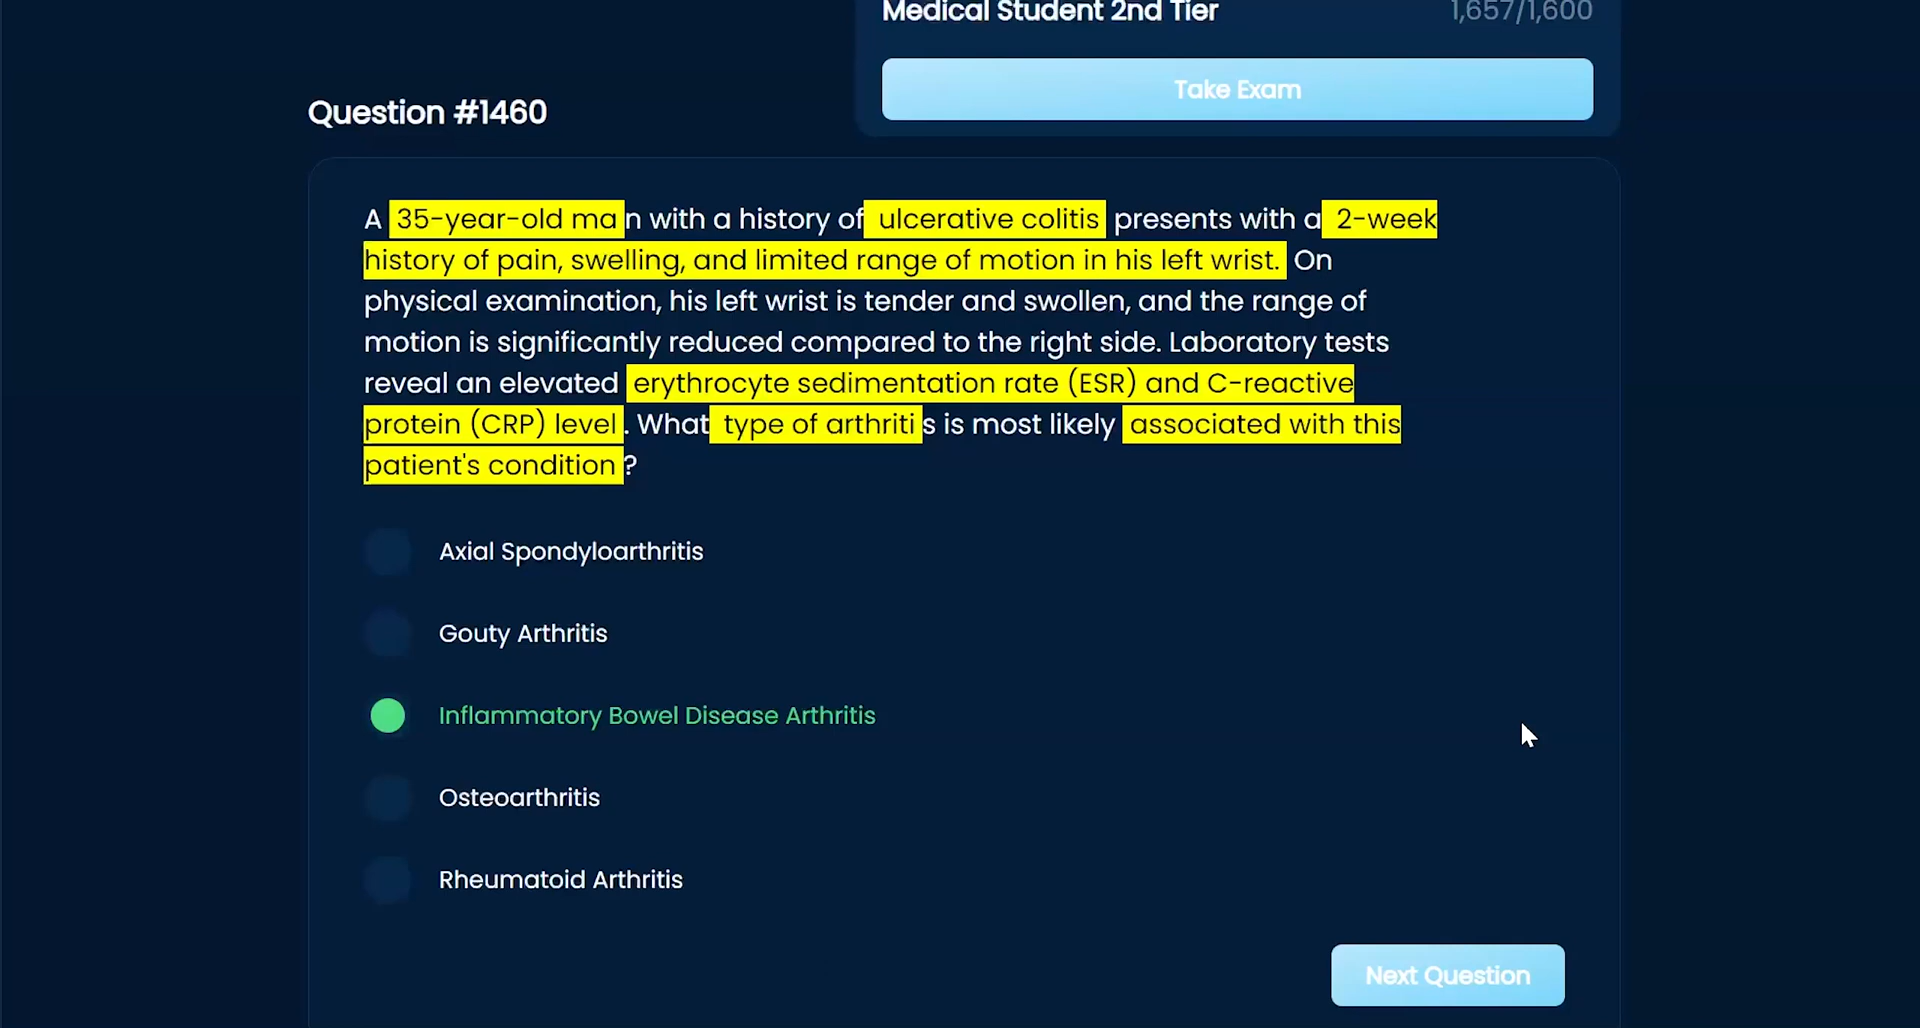 Medical Student 2nd Tier 1,657/1,600
Take Exam
Question #1460
A 35-year-old man with a history of ulcerative colitis presents with a 2-week
history of pain, swelling, and limited range of motion in his left wrist. On
physical examination, his left wrist is tender and swollen, and the range of
motion is significantly reduced compared to the right side. Laboratory tests
reveal an elevated erythrocyte sedimentation rate (ESR) and C-reactive
protein (CRP) level. What type of arthritis is most likely associated with this
patient's condition?
Axial Spondyloarthritis
Gouty Arthritis
Inflammatory Bowel Disease Arthritis
Osteoarthritis
Rheumatoid Arthritis
Next Question